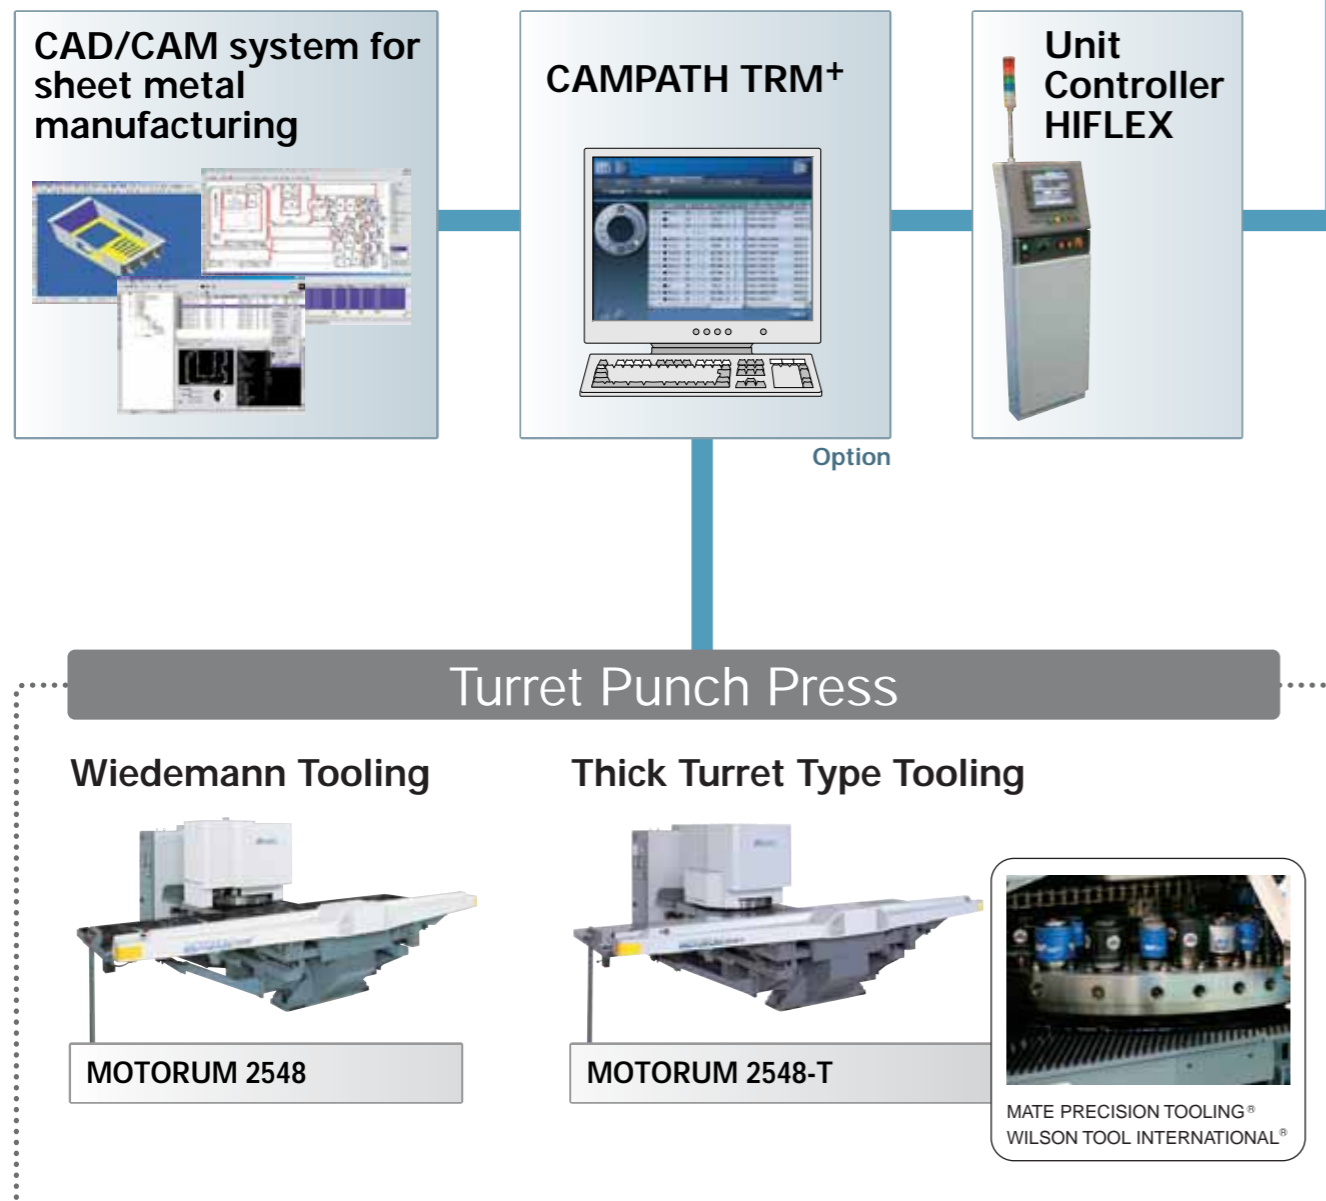 CAD/CAM system for
sheet metal
manufacturing
CAMPATH TRM+
Unit
Controller
HIFLEX
Option
Turret Punch Press
Wiedemann Tooling
Thick Turret Type Tooling
MOTORUM 2548
MOTORUM 2548-T
MATE PRECISION TOOLING®
WILSON TOOL INTERNATIONAL®